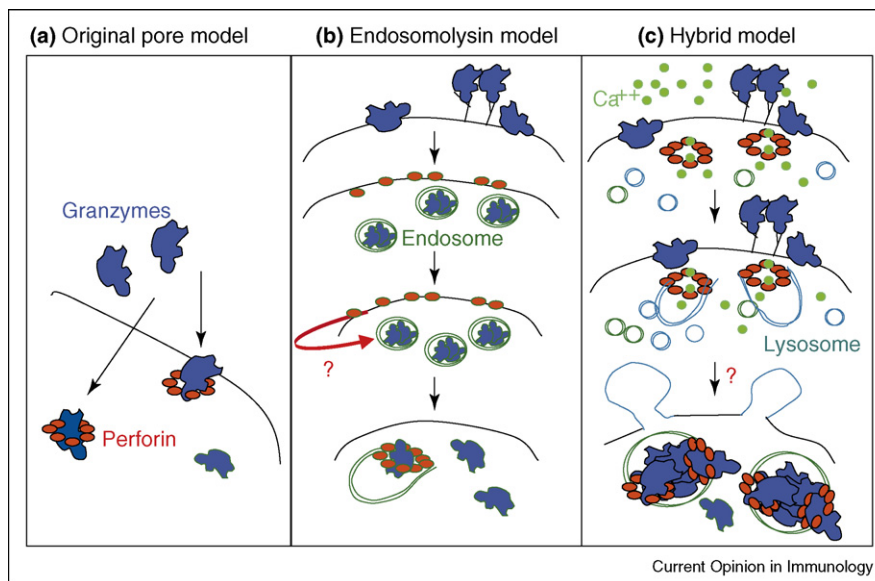 (a) Original pore model
(b) Endosomolysin model
(c) Hybrid model
Granzymes
Perforin
Endosome
?
Ca++
Lysosome
?
Current Opinion in Immunology